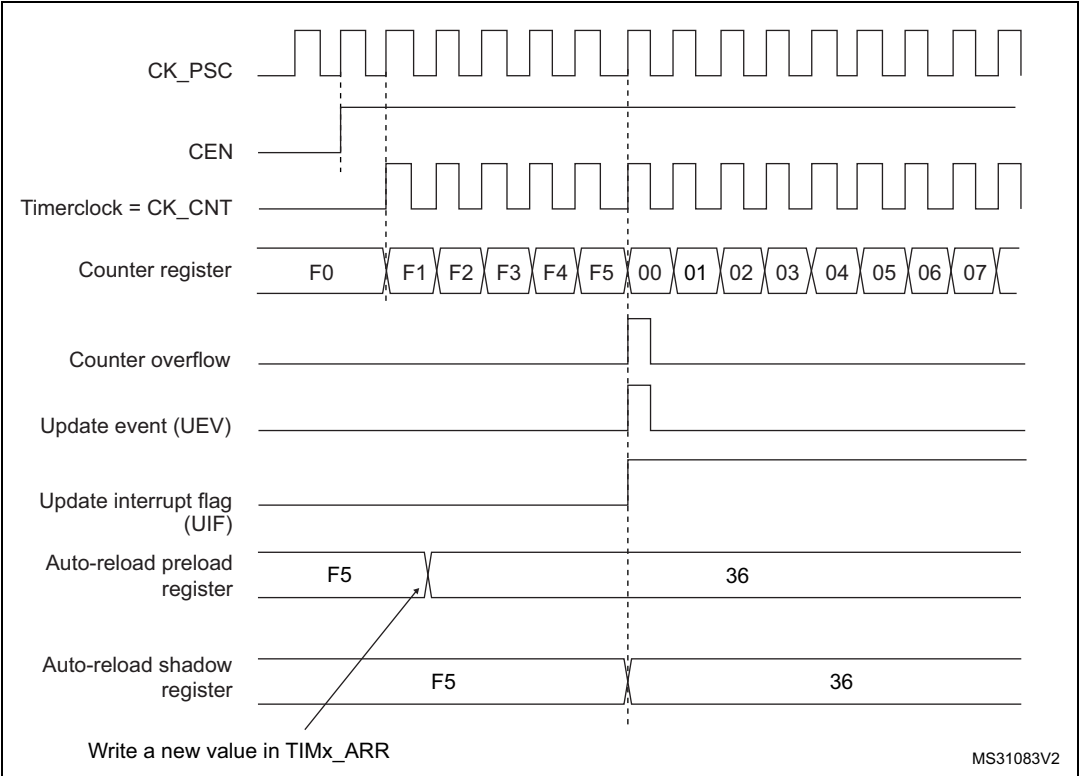 CK_PSC
CEN
Timerclock = CK_CNT
Counter register
F0 F1 F2 F3 F4 F5 00 01 02 03 04 05 06 07
Counter overflow
Update event (UEV)
Update interrupt flag
(UIF)
Auto-reload preload
register
F5 36
Auto-reload shadow
register
F5 36
Write a new value in TIMx_ARR
MS31083V2